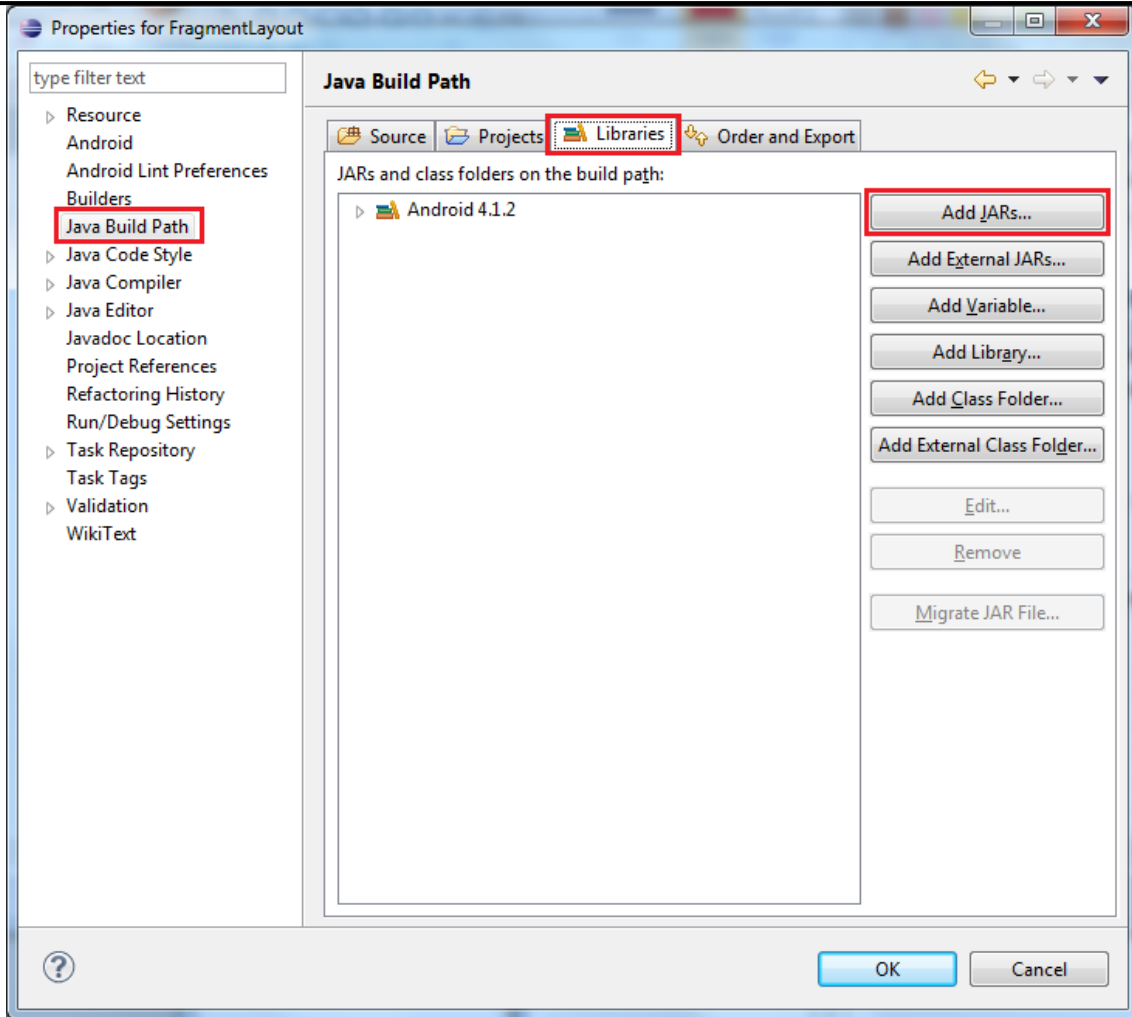 Properties for FragmentLayout
type filter text
Resource
Android
Android Lint Preferences
Builders
Java Build Path
Java Code Style
Java Compiler
Java Editor
Javadoc Location
Project References
Refactoring History
Run/Debug Settings
Task Repository
Task Tags
Validation
WikiText
Java Build Path
Source Projects Libraries Order and Export
JARs and class folders on the build path:
Android 4.1.2
Add JARs...
Add External JARs...
Add Variable...
Add Library...
Add Class Folder...
Add External Class Folder...
Edit...
Remove
Migrate JAR File...
?
OK Cancel